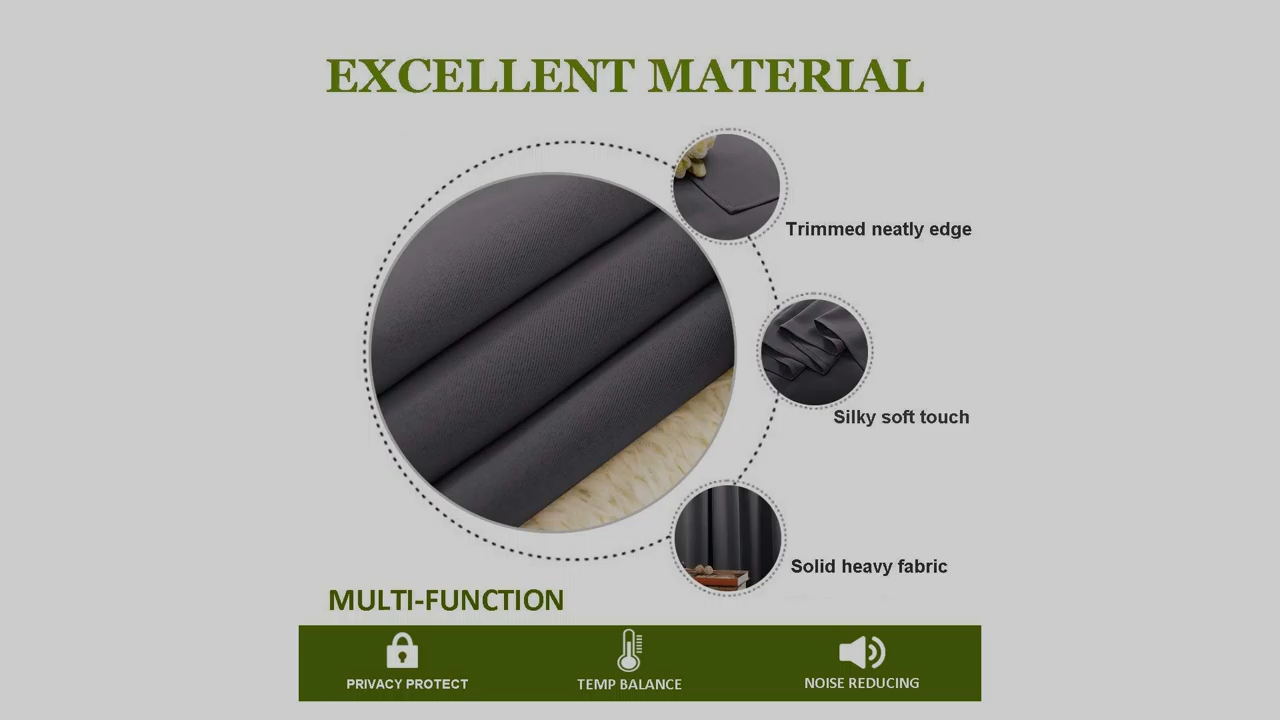 EXCELLENT MATERIAL
Trimmed neatly edge
Silky soft touch
Solid heavy fabric
MULTI-FUNCTION
PRIVACY PROTECT
TEMP BALANCE
NOISE REDUCING